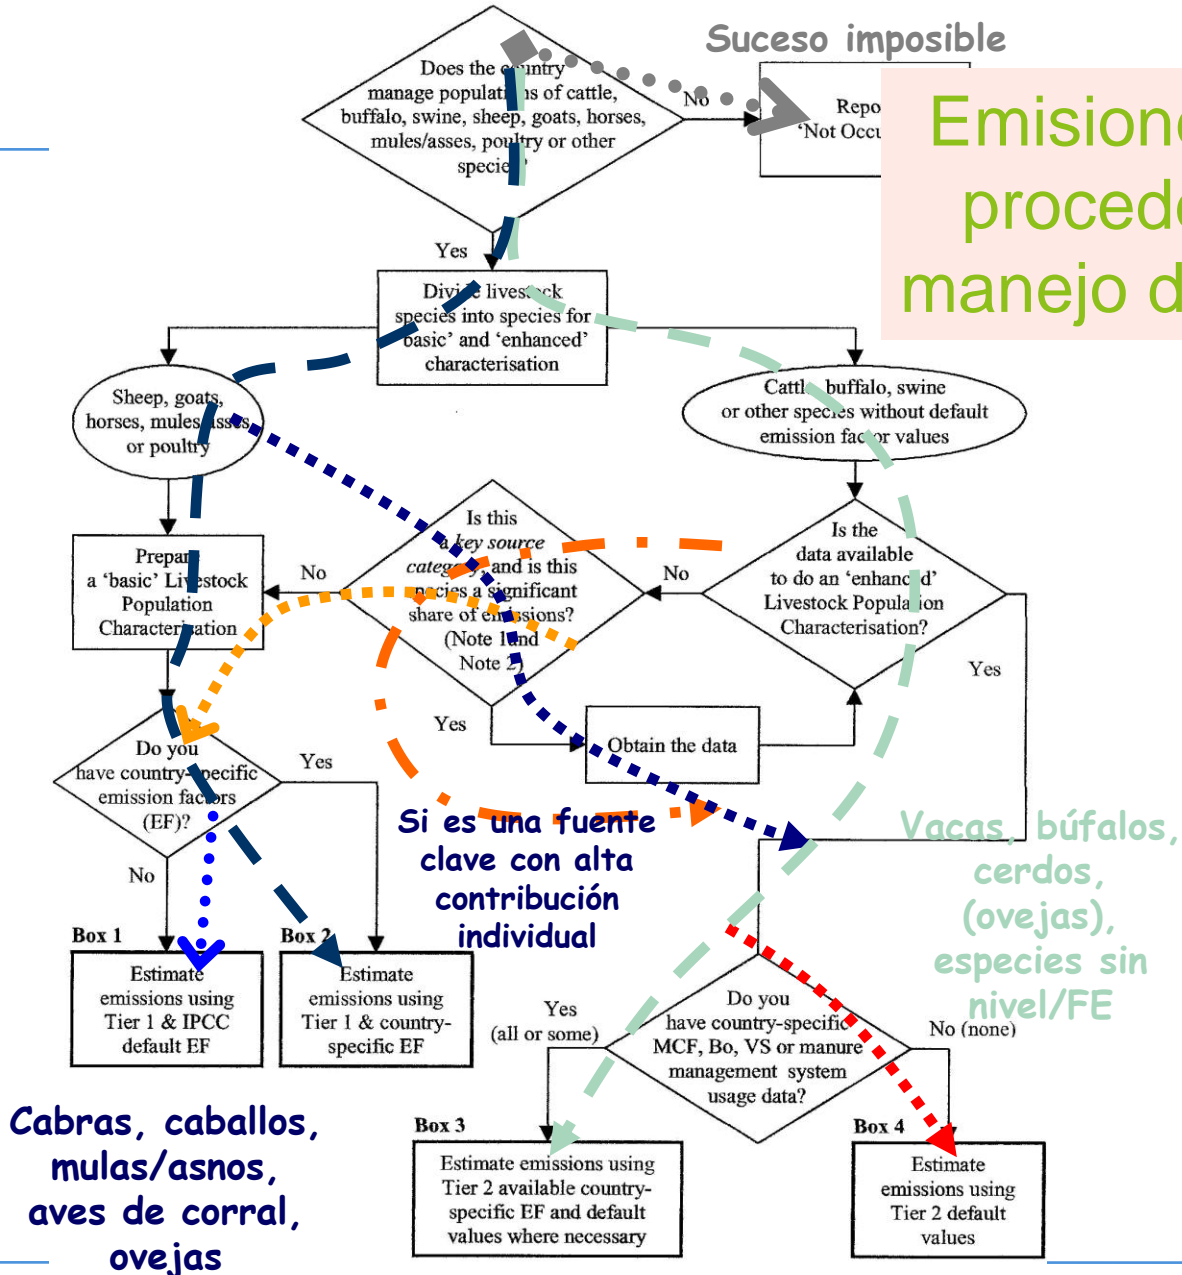 Suceso imposible
Does the country
manage populations of cattle,
buffalo, swine, sheep, goats, horses,
mules/asses, poultry or other
species?
No
Repo
'Not Occu
Emision
proced
manejo d
Yes
Divide livestock
species into species for
'basic' and 'enhanced'
characterisation
Sheep, goats,
horses, mules/asses
or poultry
Cattle, buffalo, swine
or other species without default
emission factor values
Is this
a key source
category, and is this
species a significant
share of emissions?
(Note 1 and
Note 2)
Is the
data available
to do an 'enhanced'
Livestock Population
Characterisation?
Prepare
a 'basic' Livestock
Population
Characterisation
No
No
Yes
Yes
Obtain the data
Do you
have country-specific
emission factors
(EF)?
Yes
No
Si es una fuente
clave con alta
contribución
individual
Vacas, búfalos,
cerdos,
(ovejas),
especies sin
nivel/FE
Box 1
Estimate
emissions using
Tier 1 & IPCC
default EF
Box 2
Estimate
emissions using
Tier 1 & country-
specific EF
Yes
(all or some)
Do you
have country-specific
MCF, Bo, VS or manure
management system
usage data?
No (none)
Box 3
Estimate emissions using
Tier 2 available country-
specific EF and default
values where necessary
Box 4
Estimate
emissions using
Tier 2 default
values
Cabras, caballos,
mulas/asnos,
aves de corral,
ovejas